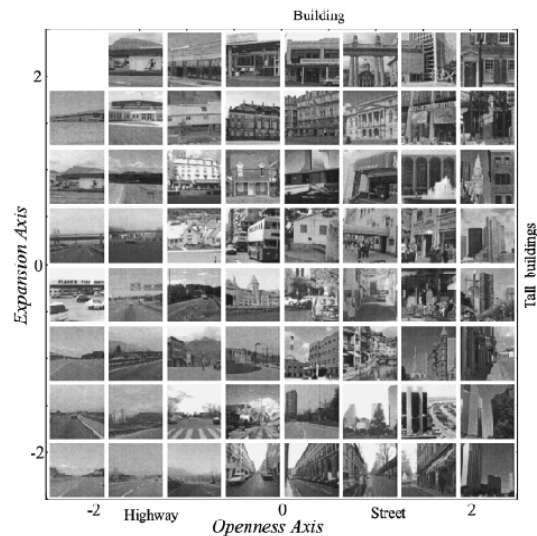 Building
2
Expansion Axis
0
Tall buildings
-2
-2
0
2
Highway
Street
Openness Axis